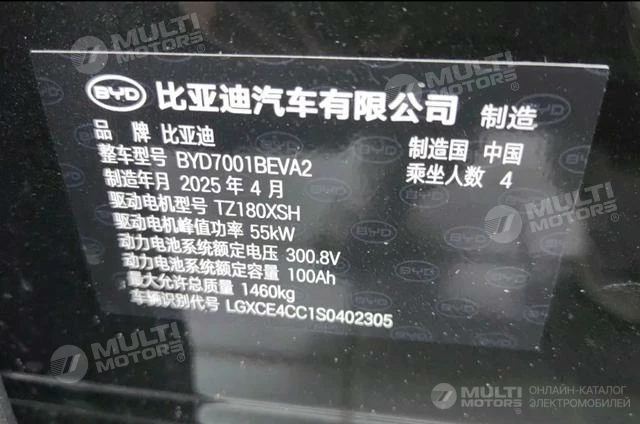 BYD 比亚迪汽车有限公司 制造
品牌 比亚迪
制造国 中国
整车型号 BYD7001BEVA2
乘坐人数 4
制造年月 2025 年 4 月
驱动电机型号 TZ180XSH
驱动电机峰值功率 55kW
动力电池系统额定电压 300.8V
动力电池系统额定容量 100Ah
最大允许总质量 1460kg
车辆识别代号 LGXCE4CC1S0402305
MULTI MOTORS
MULTI MOTORS
MULTI MOTORS
MULTI MOTORS
MULTI MOTORS ОНЛАЙН-КАТАЛОГ ЭЛЕКТРОМОБИЛЕЙ